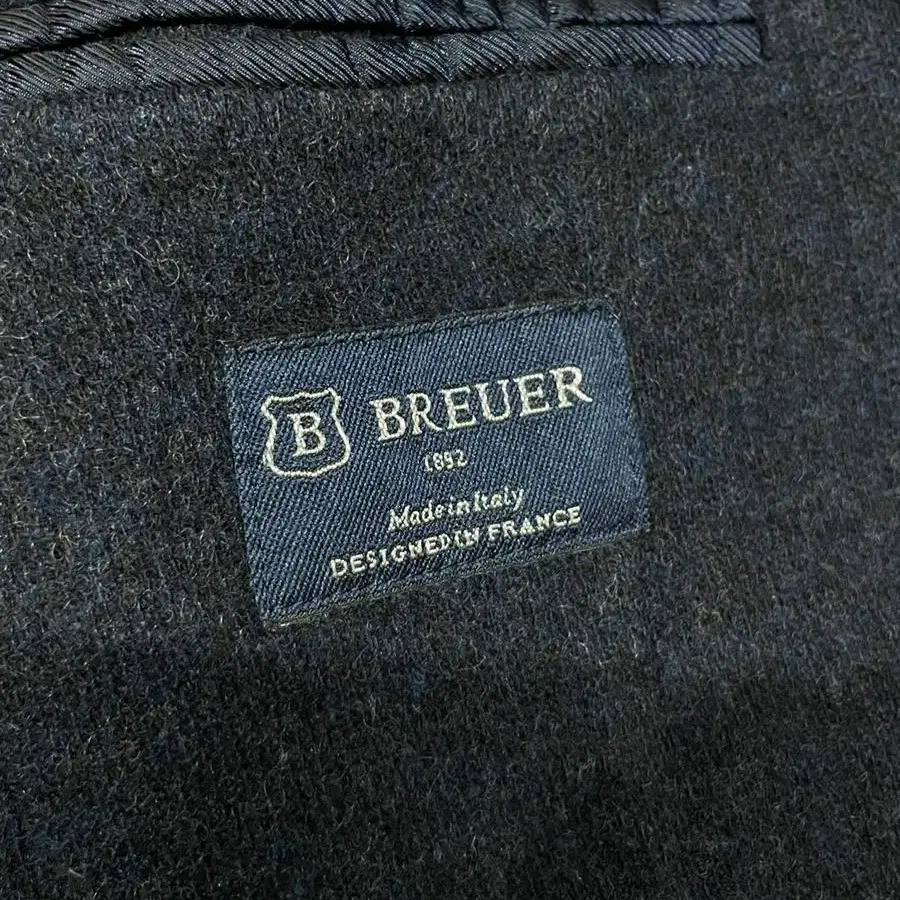 B BREUER
1892
Made in Italy
DESIGNED IN FRANCE